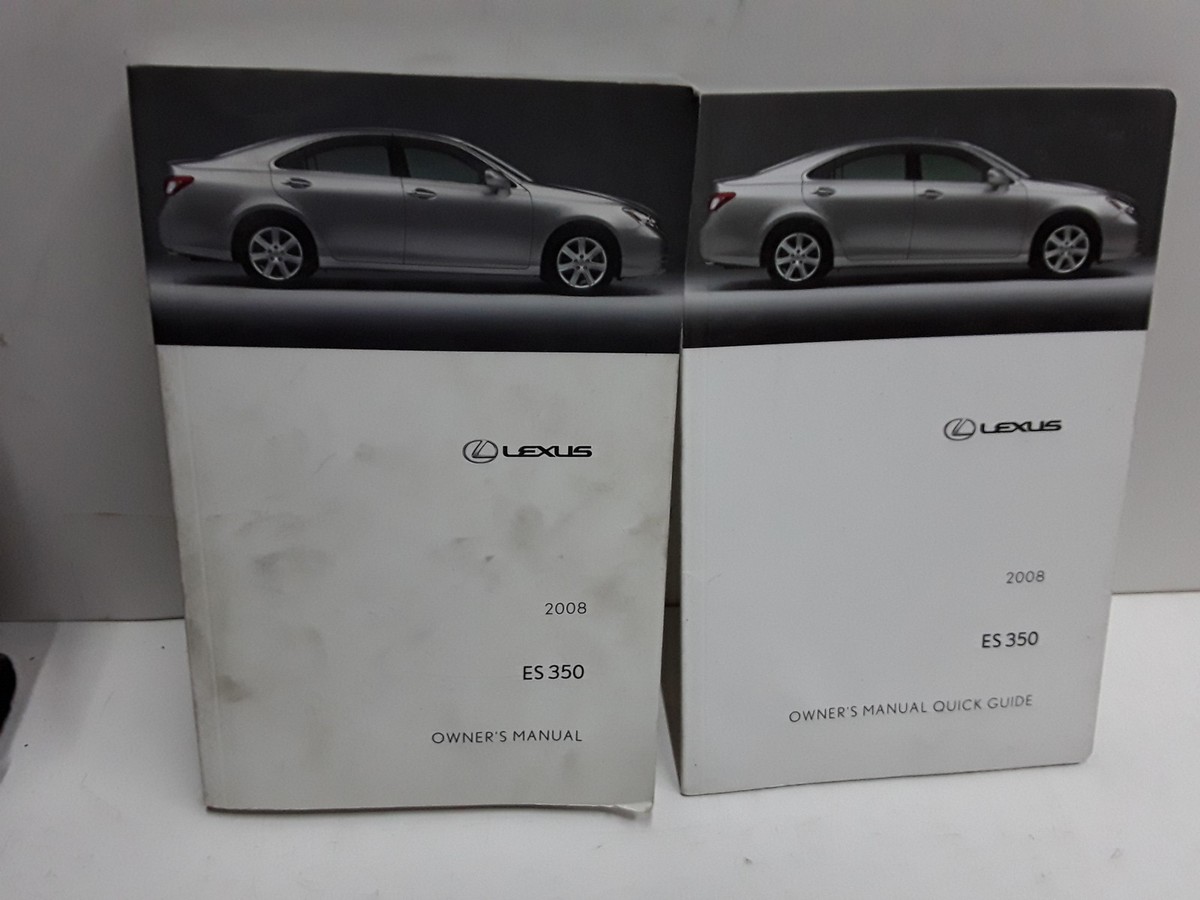 LEXUS
2008
ES 350
OWNER'S MANUAL
LEXUS
2008
ES 350
OWNER'S MANUAL QUICK GUIDE